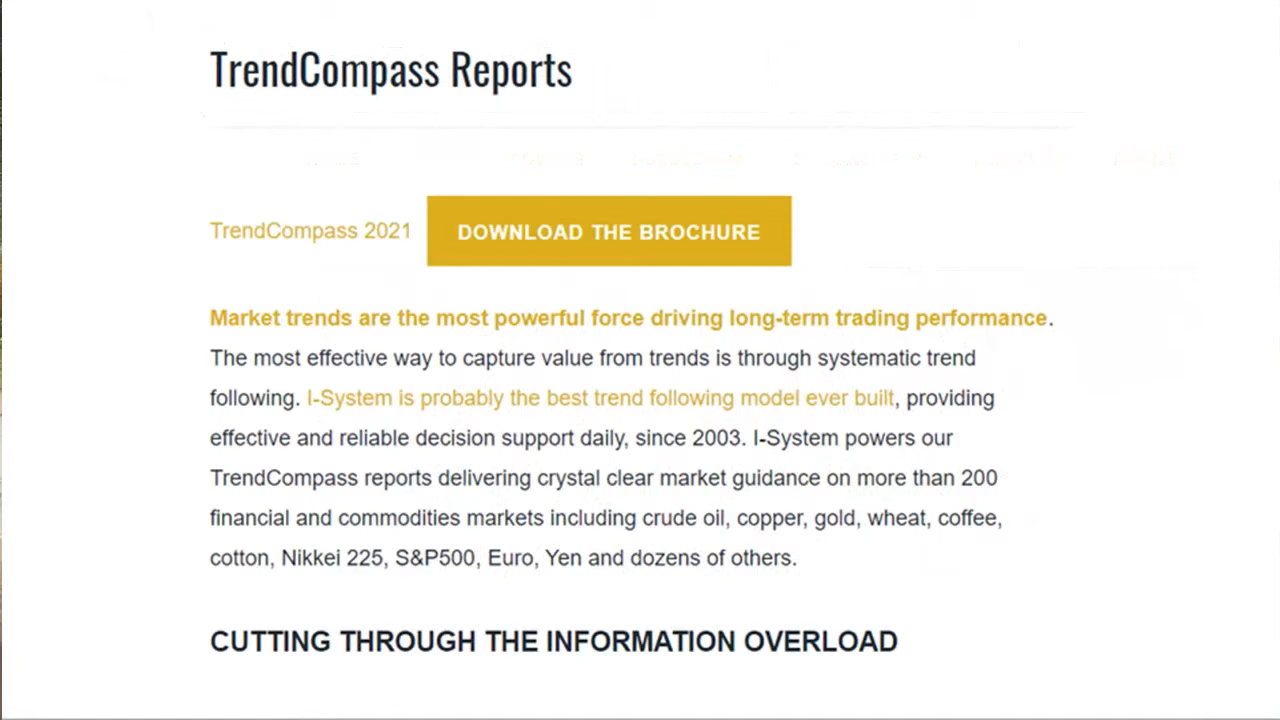 TrendCompass Reports
TrendCompass 2021
DOWNLOAD THE BROCHURE
Market trends are the most powerful force driving long-term trading performance.
The most effective way to capture value from trends is through systematic trend
following. I-System is probably the best trend following model ever built, providing
effective and reliable decision support daily, since 2003. I-System powers our
TrendCompass reports delivering crystal clear market guidance on more than 200
financial and commodities markets including crude oil, copper, gold, wheat, coffee,
cotton, Nikkei 225, S&P500, Euro, Yen and dozens of others.
CUTTING THROUGH THE INFORMATION OVERLOAD